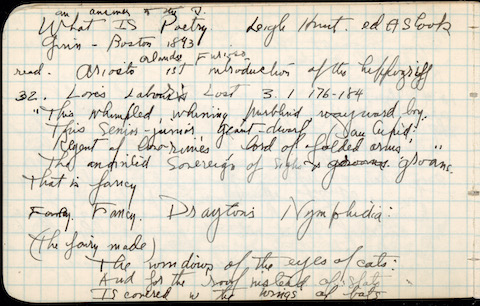 an answer to
What IS Poetry Leigh Hunt. ed A S Cook
Ginn - Boston 1893
Orlando Furioso
read. Ariosto 1st introduction of the hippogriff
32. Love's Labour's Lost 3.1 176-184
"This whimpled, whining purblind wayward boy.
This Senior-junior, giant-dwarf, Dan Cupid!
Regent of love-rimes, lord of folded arms,
The anointed Sovereign of sighs & groans groans."
That is fancy
Fancy. Fancy. Drayton's Nymphidia:
(The fairy made)
The windows of the eyes of cats:
And for the roof instead of slats
Is covered w the wings of bats